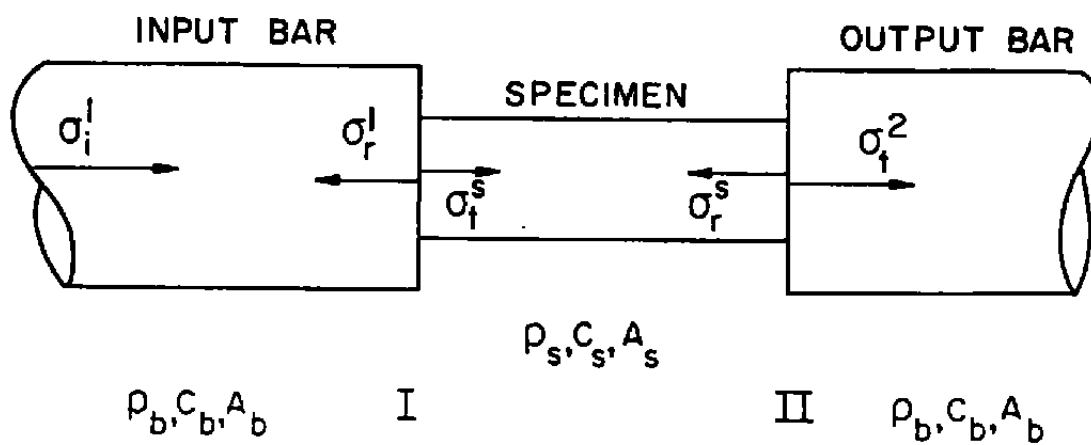 INPUT BAR
OUTPUT BAR
SPECIMEN
σ_i^1
σ_r^1
σ_t^s
σ_r^s
σ_t^2
ρ_s, C_s, A_s
ρ_b, C_b, A_b
I
II
ρ_b, C_b, A_b